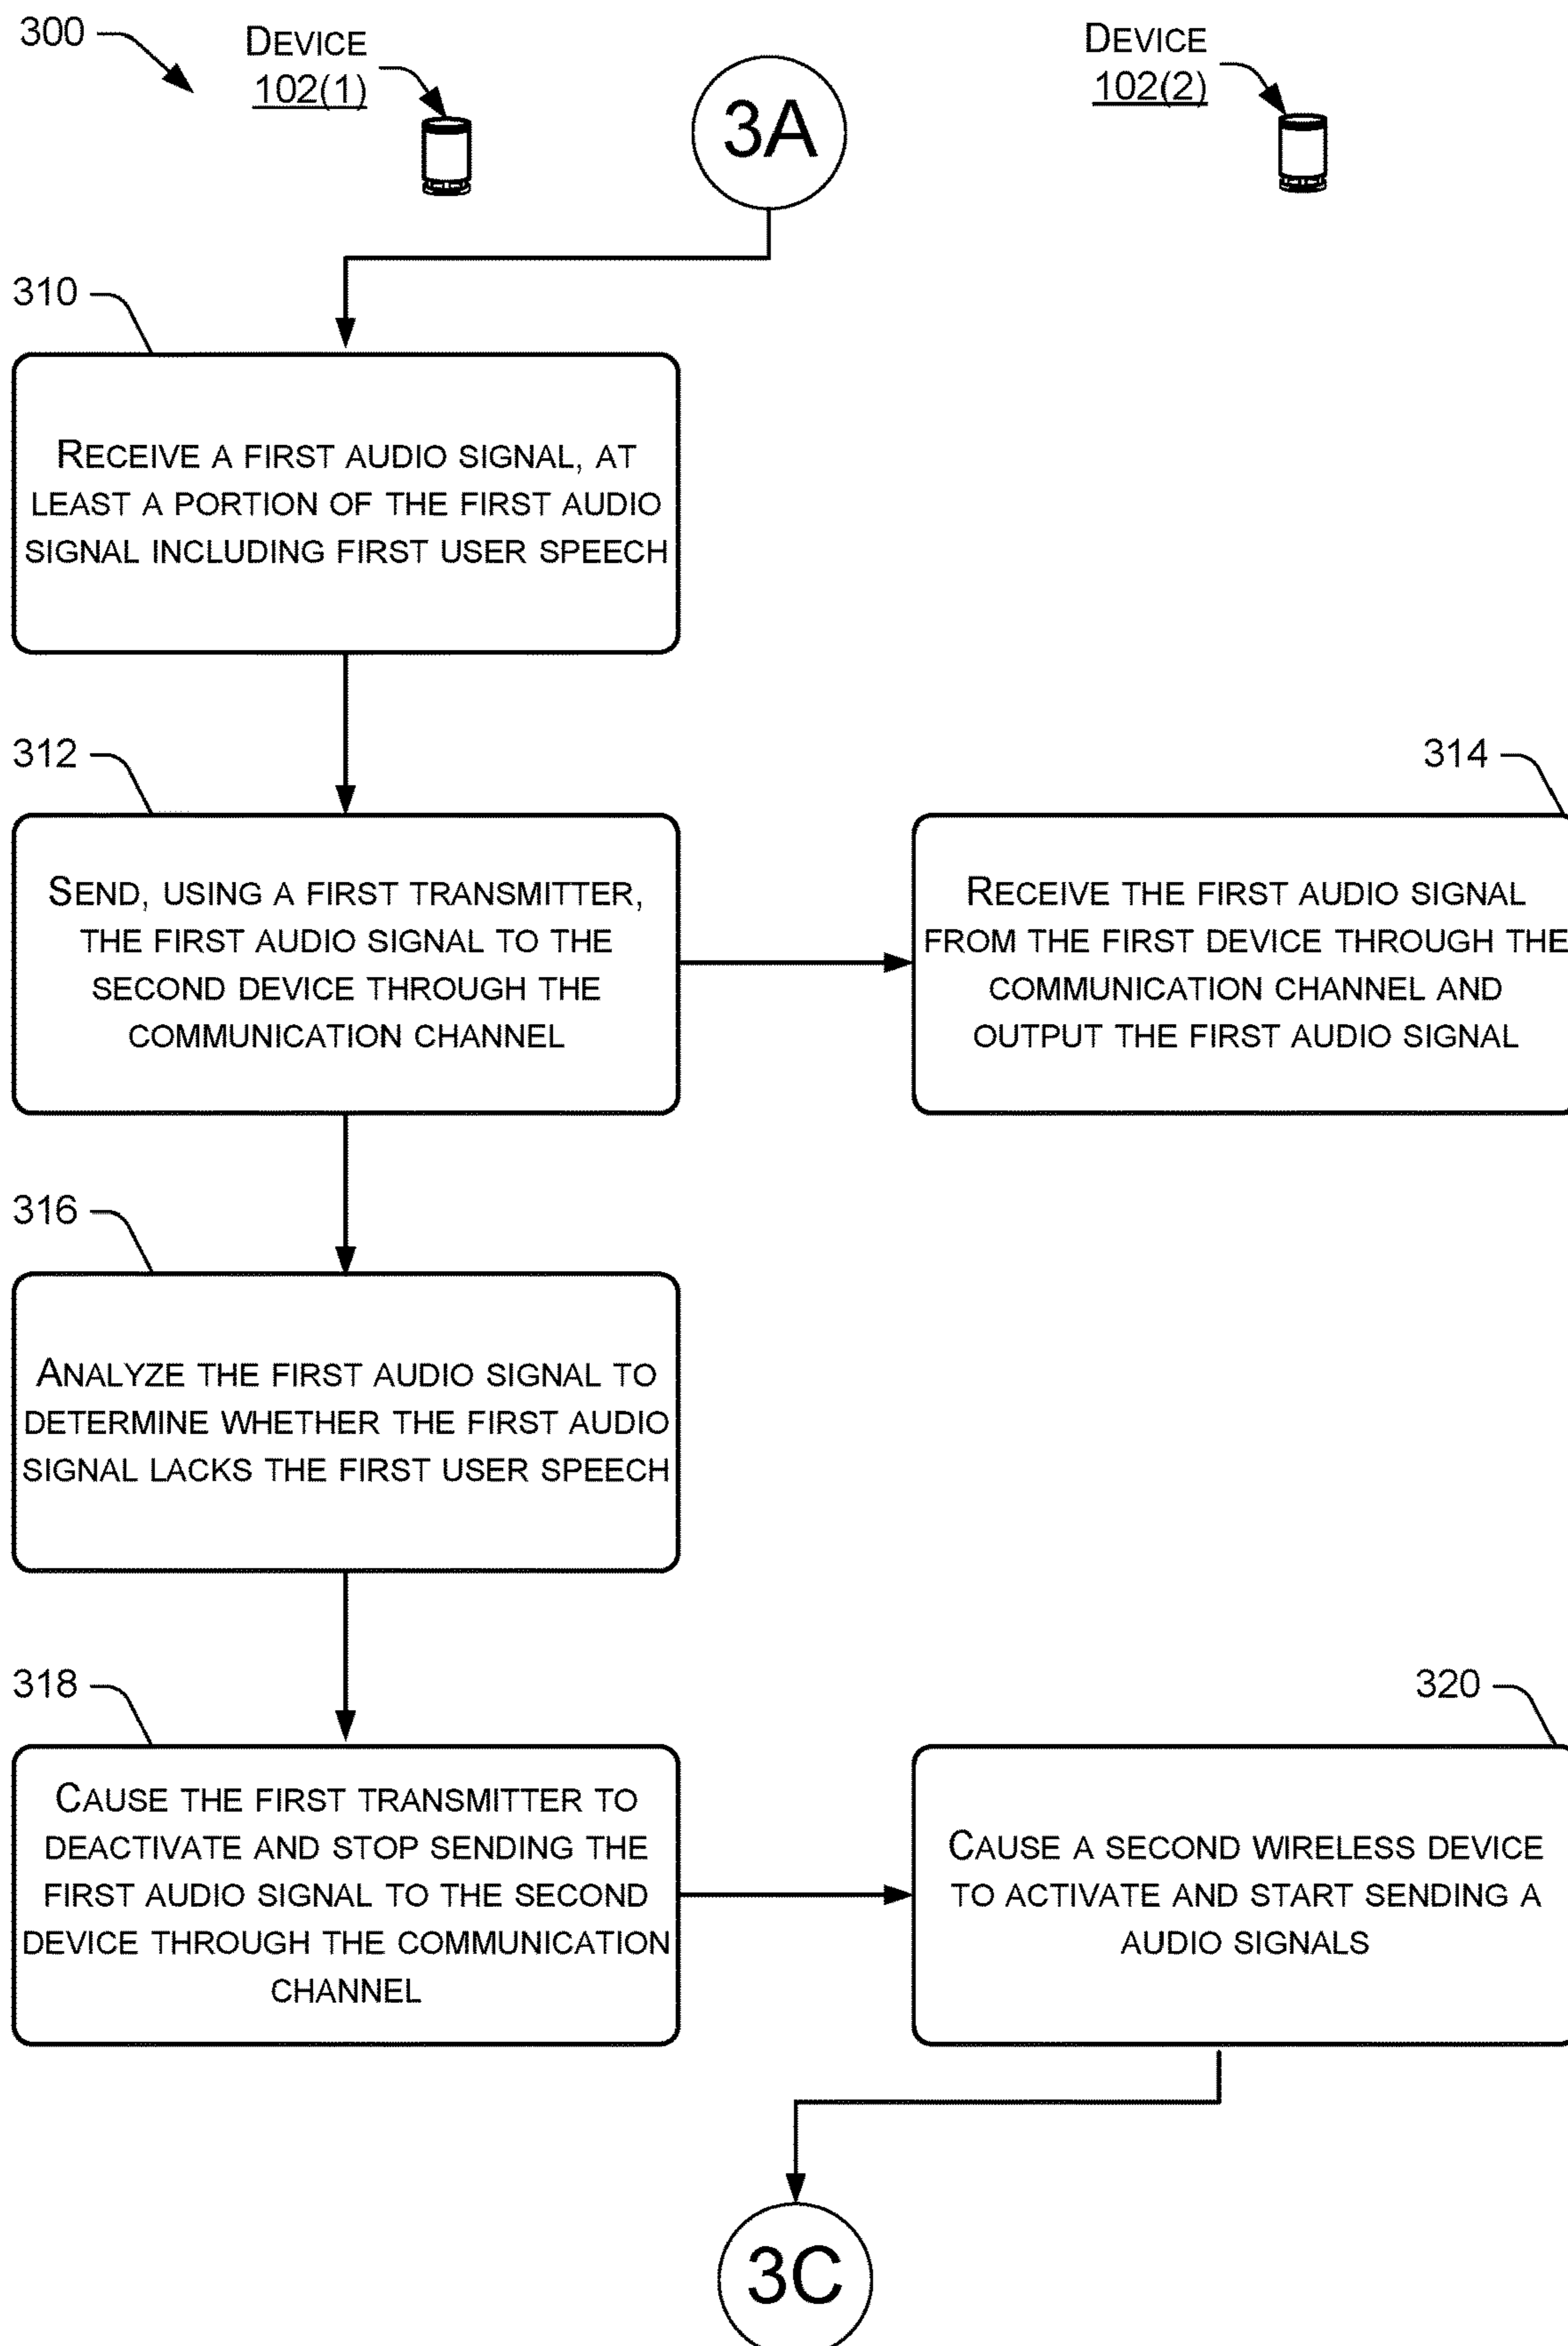 300
DEVICE
102(1)
3A
DEVICE
102(2)
310
RECEIVE A FIRST AUDIO SIGNAL, AT
LEAST A PORTION OF THE FIRST AUDIO
SIGNAL INCLUDING FIRST USER SPEECH
312
SEND, USING A FIRST TRANSMITTER,
THE FIRST AUDIO SIGNAL TO THE
SECOND DEVICE THROUGH THE
COMMUNICATION CHANNEL
314
RECEIVE THE FIRST AUDIO SIGNAL
FROM THE FIRST DEVICE THROUGH THE
COMMUNICATION CHANNEL AND
OUTPUT THE FIRST AUDIO SIGNAL
316
ANALYZE THE FIRST AUDIO SIGNAL TO
DETERMINE WHETHER THE FIRST AUDIO
SIGNAL LACKS THE FIRST USER SPEECH
318
CAUSE THE FIRST TRANSMITTER TO
DEACTIVATE AND STOP SENDING THE
FIRST AUDIO SIGNAL TO THE SECOND
DEVICE THROUGH THE COMMUNICATION
CHANNEL
320
CAUSE A SECOND WIRELESS DEVICE
TO ACTIVATE AND START SENDING A
AUDIO SIGNALS
3C